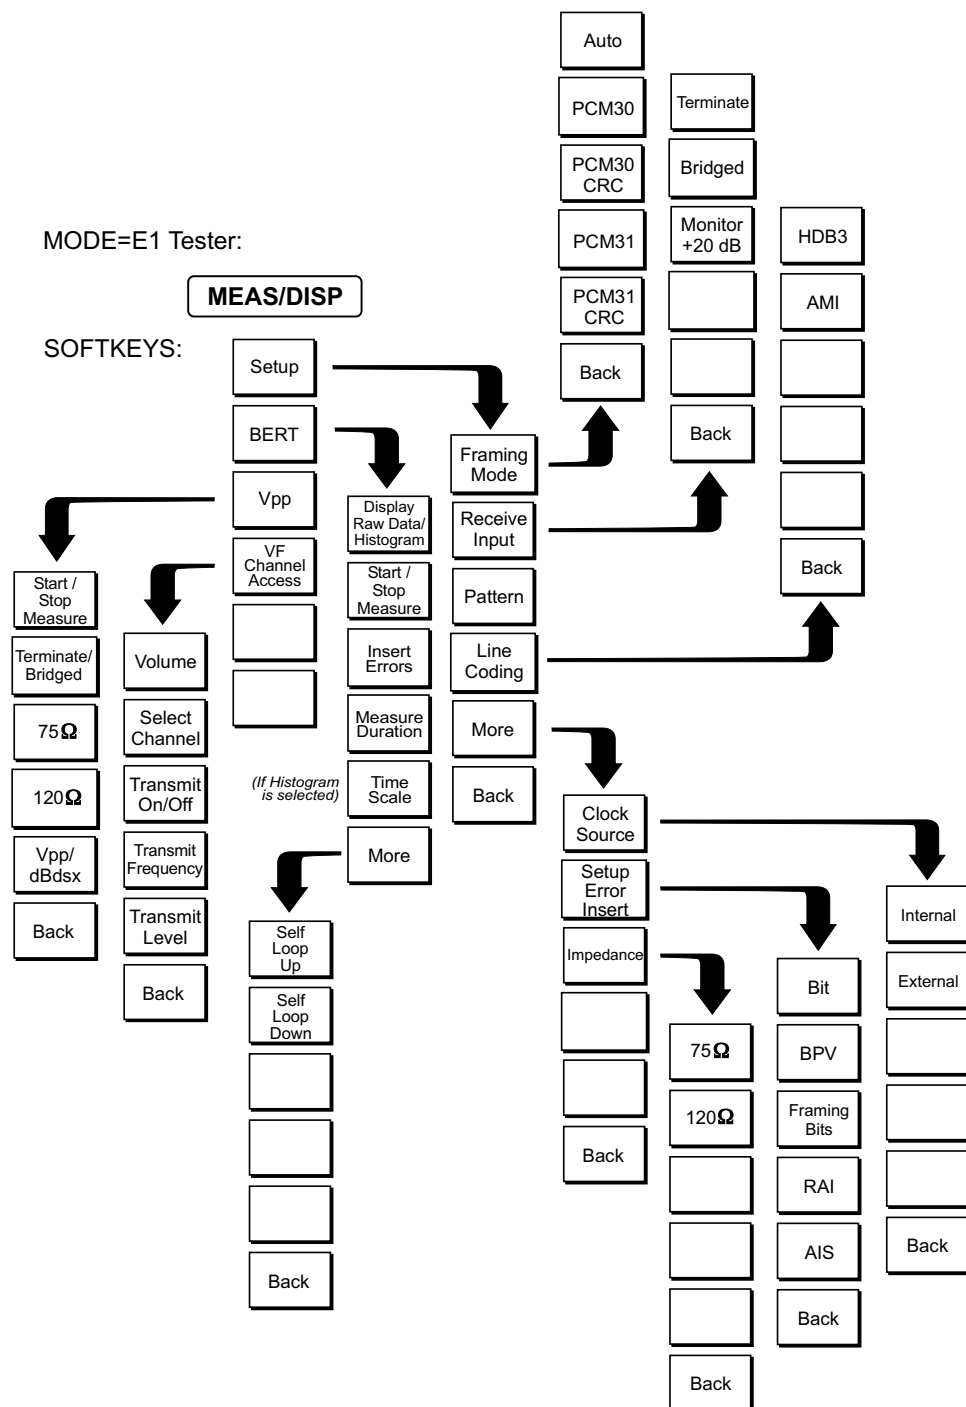 MODE=E1 Tester:
MEAS/DISP
SOFTKEYS:
Setup
BERT
Vpp
VF
Channel
Access
Start /
Stop
Measure
Terminate/
Bridged
75Ω
120Ω
Vpp/
dBdsx
Back
Volume
Select
Channel
Transmit
On/Off
Transmit
Frequency
Transmit
Level
Back
Display
Raw Data/
Histogram
Start /
Stop
Measure
Insert
Errors
Measure
Duration
(If Histogram
is selected)
Time
Scale
More
Self
Loop
Up
Self
Loop
Down
Back
Framing
Mode
Receive
Input
Pattern
Line
Coding
More
Back
Auto
PCM30
PCM30
CRC
PCM31
PCM31
CRC
Back
Terminate
Bridged
Monitor
+20 dB
Back
HDB3
AMI
Back
Clock
Source
Setup
Error
Insert
Impedance
Back
75Ω
120Ω
Back
Bit
BPV
Framing
Bits
RAI
AIS
Back
Internal
External
Back